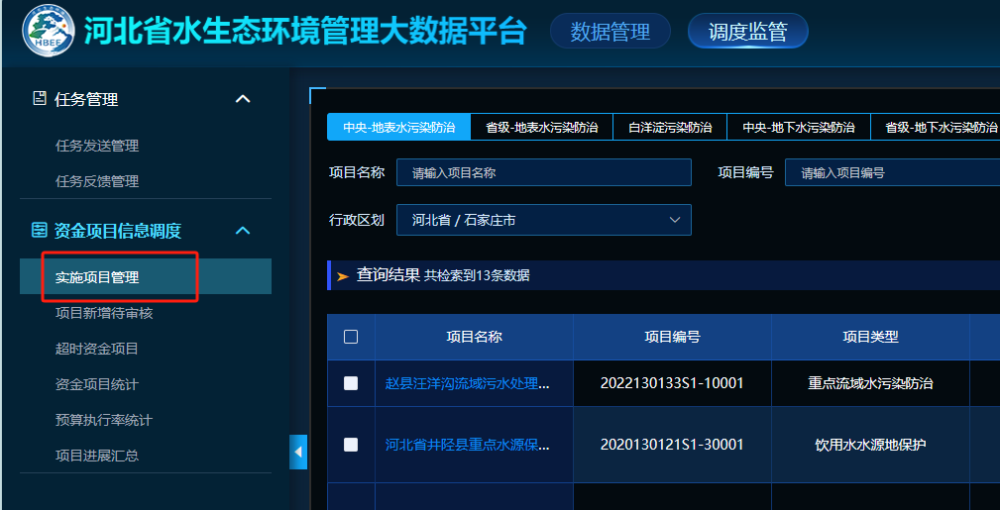 HBEE
河北省水生态环境管理大数据平台
数据管理
调度监管
任务管理
任务发送管理
任务反馈管理
资金项目信息调度
实施项目管理
项目新增待审核
超时资金项目
资金项目统计
预算执行率统计
项目进展汇总
中央-地表水污染防治 省级-地表水污染防治 白洋淀污染防治 中央-地下水污染防治 省级-地下水污染防治
项目名称 请输入项目名称 项目编号 请输入项目编号
行政区划 河北省 / 石家庄市
查询结果 共检索到13条数据
项目名称 项目编号 项目类型
赵县汪洋沟流域污水处理... 2022130133S1-10001 重点流域水污染防治
河北省井陉县重点水源保... 2020130121S1-30001 饮用水水源地保护